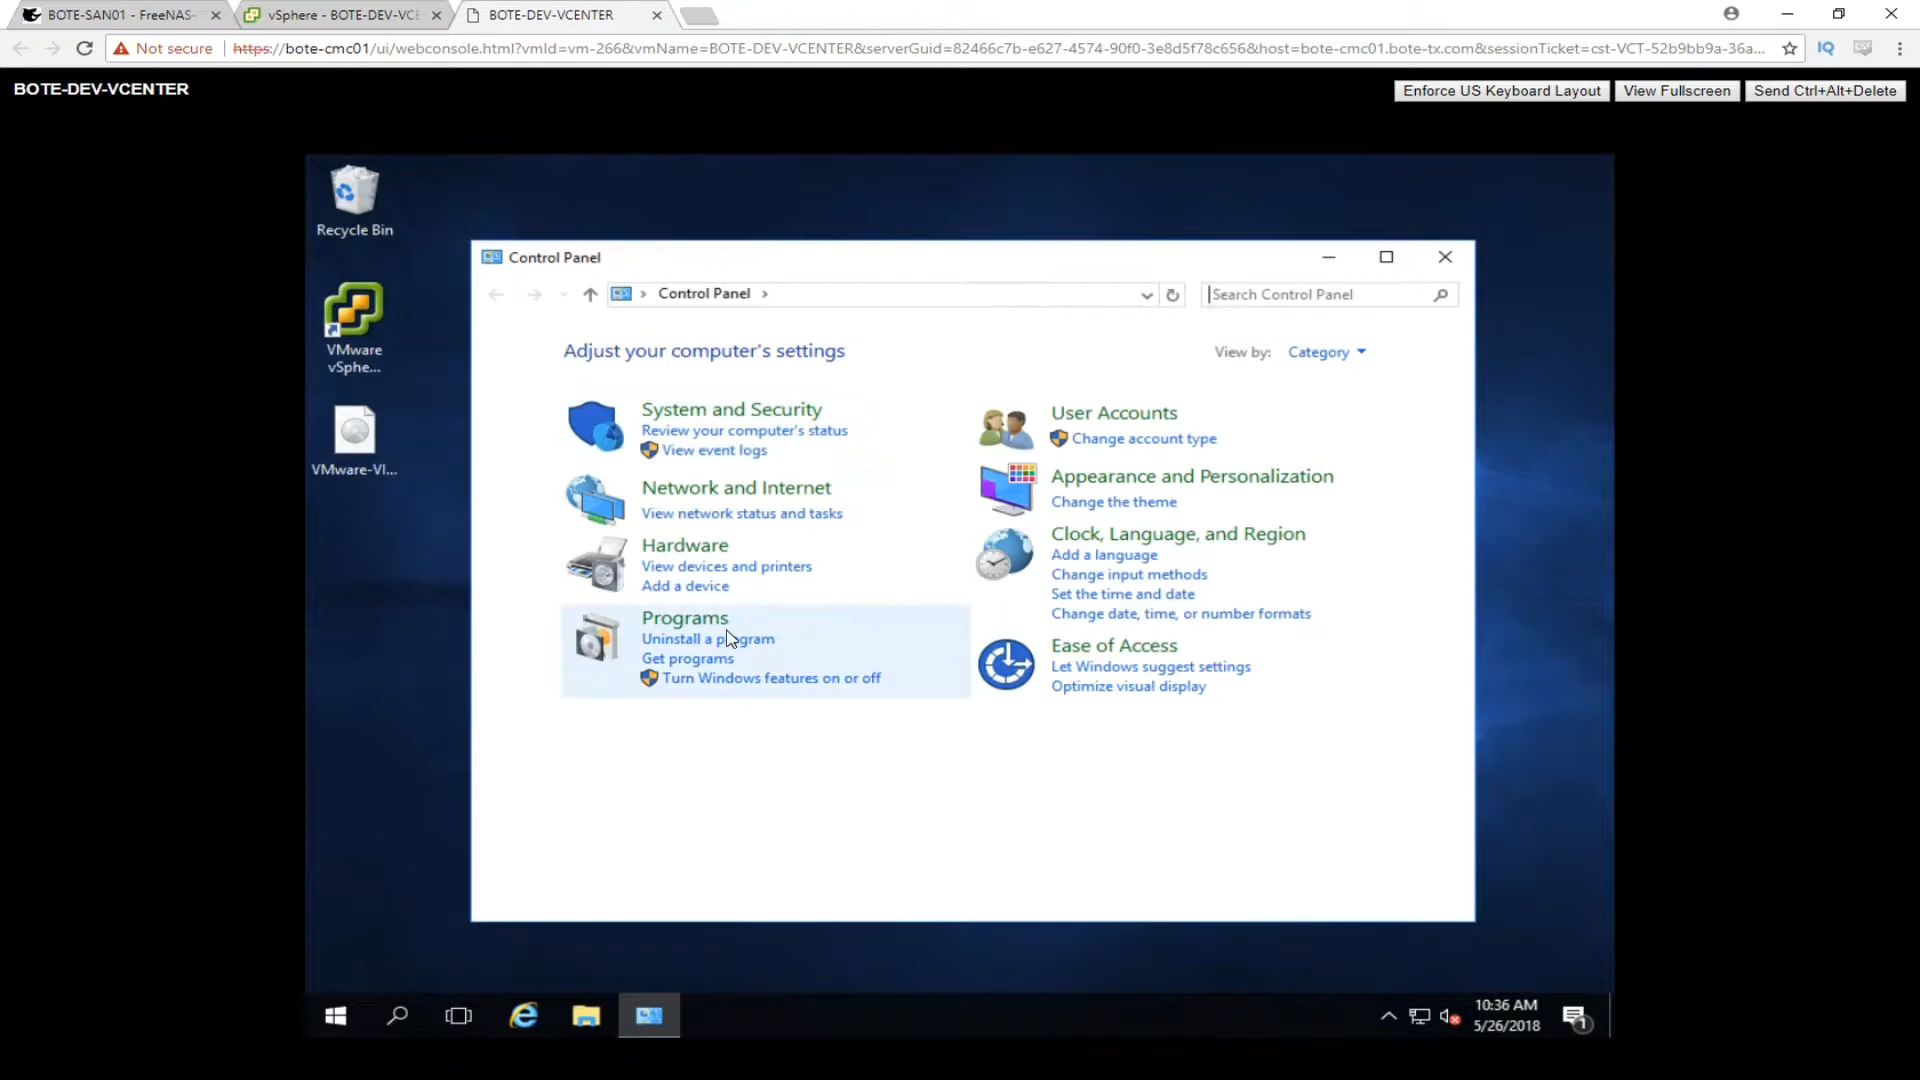 BOTE-SAN01 - FreeNAS-
vSphere - BOTE-DEV-VCE
BOTE-DEV-VCENTER
Not secure
https://bote-cmc01/ui/webconsole.html?vmId=vm-266&vmName=BOTE-DEV-VCENTER&serverGuid=82466c7b-e627-4574-90f0-3e8d5f78c656&host=bote-cmc01.bote-tx.com&sessionTicket=cst-VCT-52b9bb9a-36a...
IQ
BOTE-DEV-VCENTER
Enforce US Keyboard Layout
View Fullscreen
Send Ctrl+Alt+Delete
Recycle Bin
VMware
vSphe...
VMware-VI...
Control Panel
Control Panel
Search Control Panel
Adjust your computer's settings
View by: Category
System and Security
Review your computer's status
View event logs
Network and Internet
View network status and tasks
Hardware
View devices and printers
Add a device
Programs
Uninstall a program
Get programs
Turn Windows features on or off
User Accounts
Change account type
Appearance and Personalization
Change the theme
Clock, Language, and Region
Add a language
Change input methods
Set the time and date
Change date, time, or number formats
Ease of Access
Let Windows suggest settings
Optimize visual display
10:36 AM
5/26/2018
1